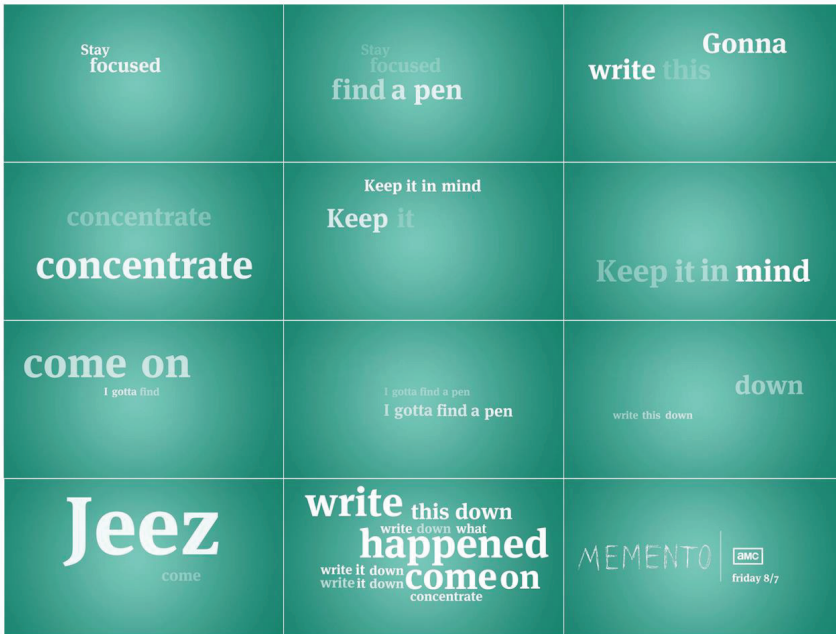 Stay
focused
Stay
focused
find a pen
Gonna
write this
concentrate
concentrate
Keep it in mind
Keep it
Keep it in mind
come on
I gotta find
I gotta find a pen
I gotta find a pen
down
write this down
Jeez
come
write this down
write down what
happened
write it down
write it down come on
concentrate
MEMENTO
amc
friday 8/7